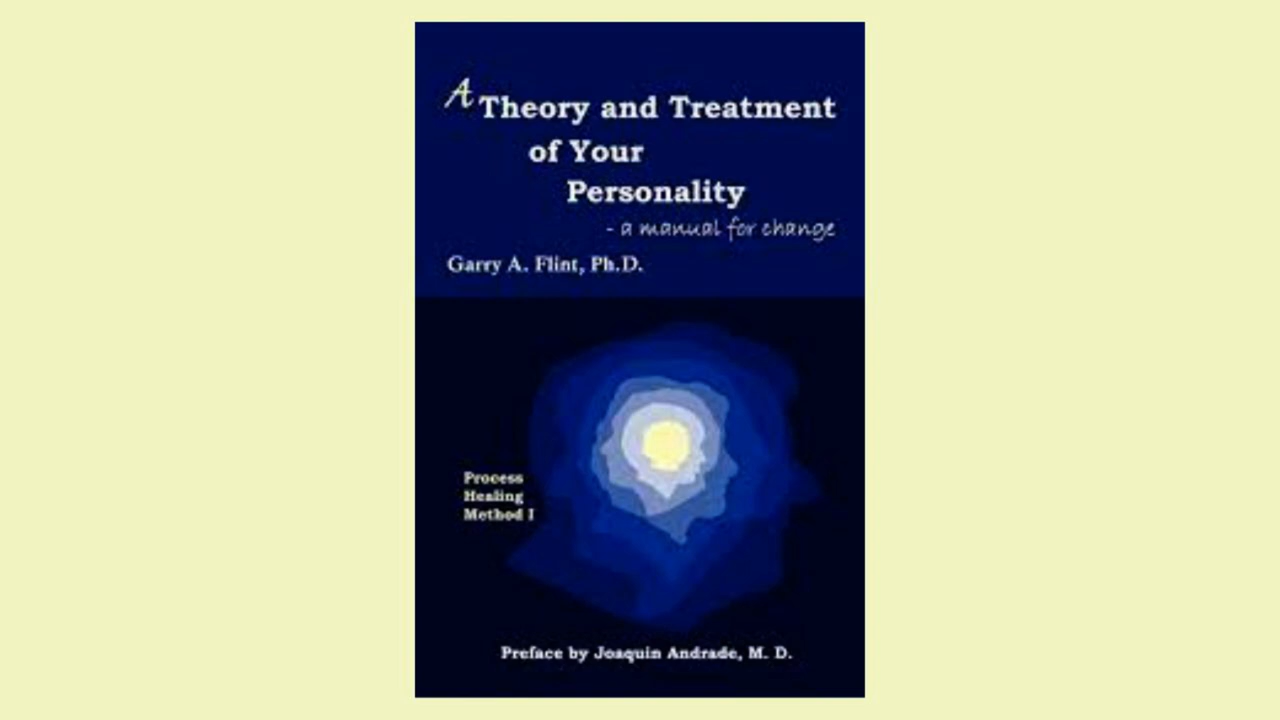 A Theory and Treatment
of Your
Personality
- a manual for change
Garry A. Flint, Ph.D.
Process
Healing
Method I
Preface by Joaquin Andrade, M. D.